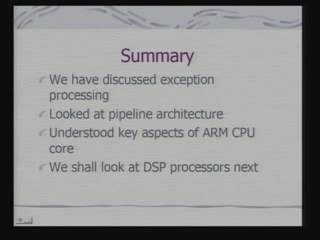 Summary
We have discussed exception
processing
Looked at pipeline architecture
Understood key aspects of ARM CPU
core
We shall look at DSP processors next